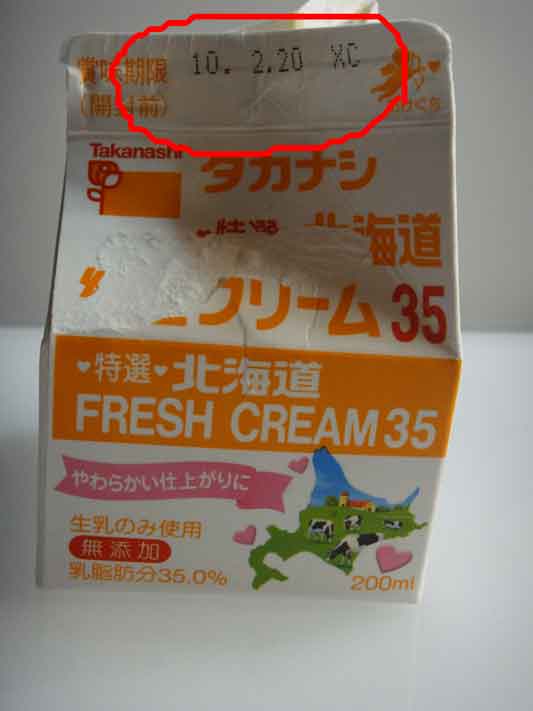 賞味期限 10. 2.20 XC
(開封前)
Takanashi
タカナシ
特選 北海道
クリーム 35
♥特選♥北海道
FRESH CREAM 35
やわらかい仕上がりに
生乳のみ使用
無添加
乳脂肪分35.0%
200ml